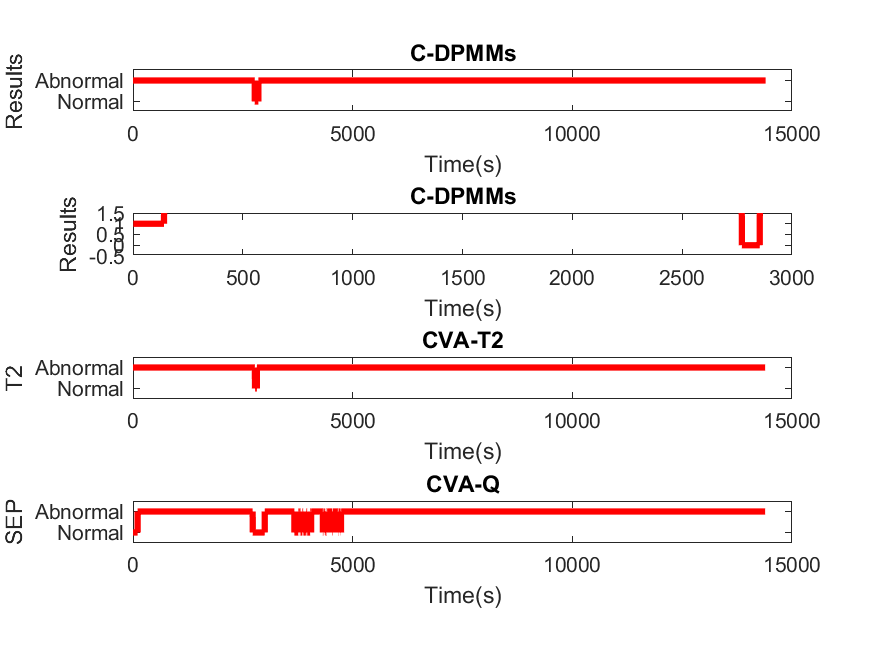 C-DPMMs
Results
Abnormal
Normal
0 5000 10000 15000
Time(s)
C-DPMMs
Results
1.5
1
0.5
0
-0.5
0 500 1000 1500 2000 2500 3000
Time(s)
CVA-T2
T2
Abnormal
Normal
0 5000 10000 15000
Time(s)
CVA-Q
SEP
Abnormal
Normal
0 5000 10000 15000
Time(s)